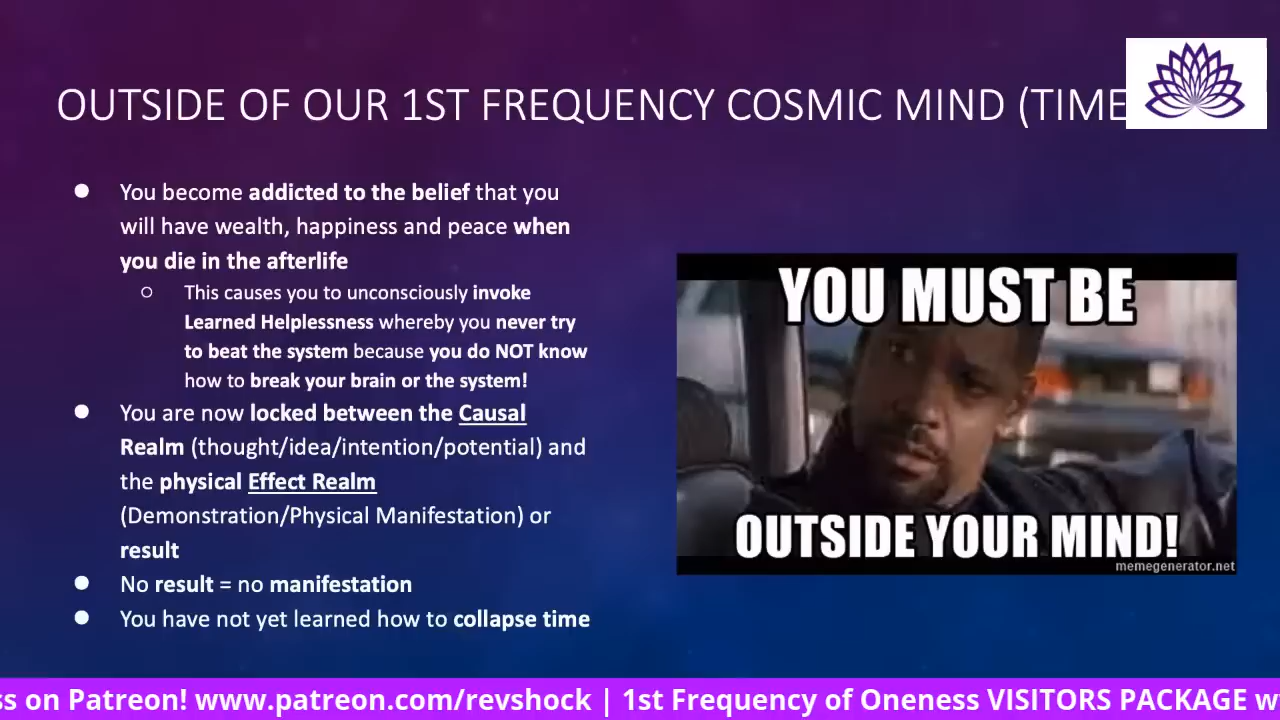 OUTSIDE OF OUR 1ST FREQUENCY COSMIC MIND (TIME
● You become addicted to the belief that you
will have wealth, happiness and peace when
you die in the afterlife
○ This causes you to unconsciously invoke
Learned Helplessness whereby you never try
to beat the system because you do NOT know
how to break your brain or the system!
● You are now locked between the Causal
Realm (thought/idea/intention/potential) and
the physical Effect Realm
(Demonstration/Physical Manifestation) or
result
● No result = no manifestation
● You have not yet learned how to collapse time
YOU MUST BE
OUTSIDE YOUR MIND!
memegenerator.net
ss on Patreon! www.patreon.com/revshock | 1st Frequency of Oneness VISITORS PACKAGE w